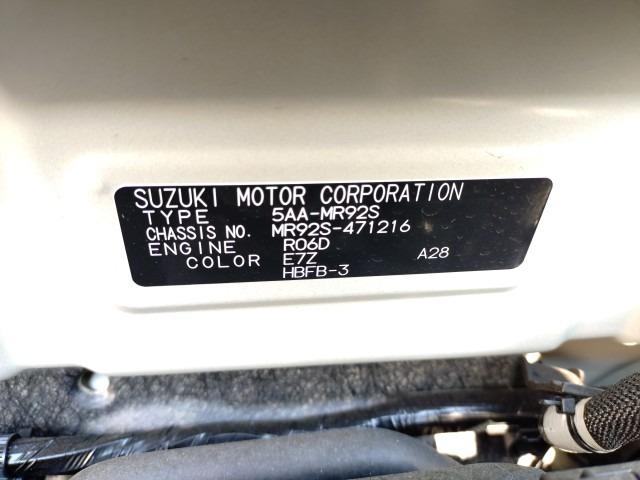 SUZUKI MOTOR CORPORATION
TYPE 5AA-MR92S
CHASSIS NO. MR92S-471216
ENGINE R06D
COLOR E7Z A28
HBFB-3